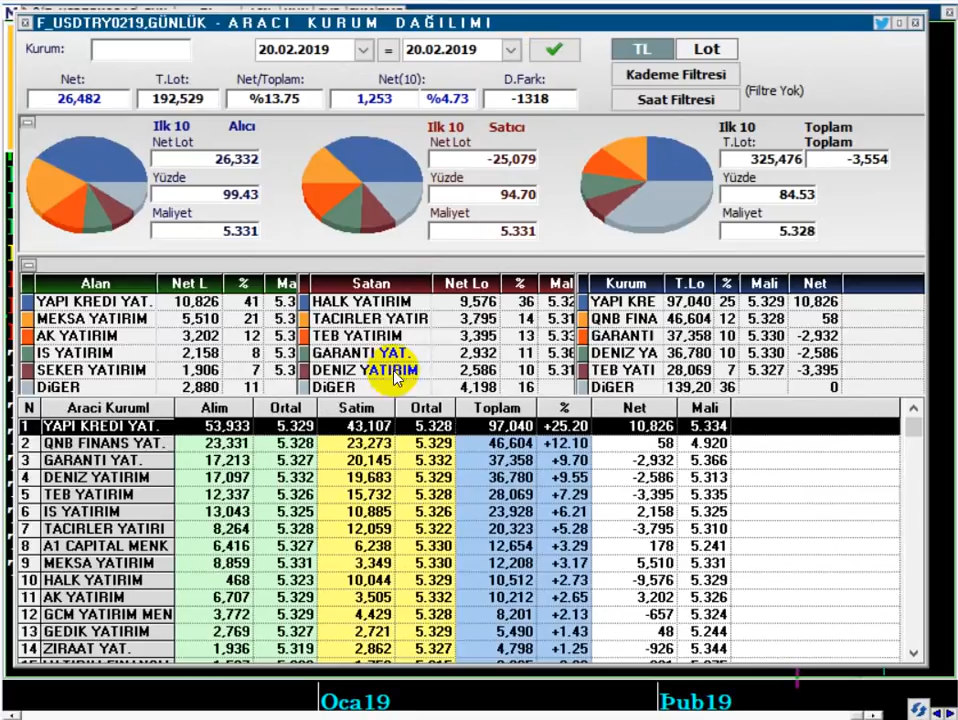 F_USDTRY0219,GÜNLÜK - ARACI KURUM DAĞILIMI
Kurum: 20.02.2019 = 20.02.2019 TL Lot
Net: T.Lot: Net/Toplam: Net(10): D.Fark: Kademe Filtresi
26,482 192,529 %13.75 1,253 %4.73 -1318 Saat Filtresi (Filtre Yok)
Ilk 10 Alıcı Ilk 10 Satıcı Ilk 10 Toplam
Net Lot Net Lot T.Lot: Toplam
26,332 -25,079 325,476 -3,554
Yüzde Yüzde Yüzde
99.43 94.70 84.53
Maliyet Maliyet Maliyet
5.331 5.331 5.328
Alan Net L % Ma Satan Net Lo % Mal Kurum T.Lo % Mali Net
YAPI KREDI YAT. 10,826 41 5.3 HALK YATIRIM 9,576 36 5.32 YAPI KRE 97,040 25 5.329 10,826
MEKSA YATIRIM 5,510 21 5.3 TACIRLER YATIR 3,795 14 5.31 QNB FINA 46,604 12 5.328 58
AK YATIRIM 3,202 12 5.3 TEB YATIRIM 3,395 13 5.33 GARANTI 37,358 10 5.330 -2,932
IS YATIRIM 2,158 8 5.3 GARANTI YAT. 2,932 11 5.36 DENIZ YA 36,780 10 5.330 -2,586
SEKER YATIRIM 1,906 7 5.3 DENIZ YATIRIM 2,586 10 5.31 TEB YATI 28,069 7 5.327 -3,395
DiGER 2,880 11 DiGER 4,198 16 DiGER 139,20 36 0
N Araci Kuruml Alim Ortal Satim Ortal Toplam % Net Mali
1 YAPI KREDI YAT. 53,933 5.329 43,107 5.328 97,040 +25.20 10,826 5.334
2 QNB FINANS YAT. 23,331 5.328 23,273 5.329 46,604 +12.10 58 4.920
3 GARANTI YAT. 17,213 5.327 20,145 5.332 37,358 +9.70 -2,932 5.366
4 DENIZ YATIRIM 17,097 5.332 19,683 5.329 36,780 +9.55 -2,586 5.313
5 TEB YATIRIM 12,337 5.326 15,732 5.328 28,069 +7.29 -3,395 5.335
6 IS YATIRIM 13,043 5.325 10,885 5.326 23,928 +6.21 2,158 5.325
7 TACIRLER YATIRI 8,264 5.328 12,059 5.322 20,323 +5.28 -3,795 5.310
8 A1 CAPITAL MENK 6,416 5.327 6,238 5.330 12,654 +3.29 178 5.241
9 MEKSA YATIRIM 8,859 5.331 3,349 5.330 12,208 +3.17 5,510 5.331
10 HALK YATIRIM 468 5.323 10,044 5.329 10,512 +2.73 -9,576 5.329
11 AK YATIRIM 6,707 5.329 3,505 5.332 10,212 +2.65 3,202 5.326
12 GCM YATIRIM MEN 3,772 5.329 4,429 5.328 8,201 +2.13 -657 5.324
13 GEDIK YATIRIM 2,769 5.327 2,721 5.329 5,490 +1.43 48 5.244
14 ZIRAAT YAT. 1,936 5.319 2,862 5.327 4,798 +1.25 -926 5.344
Oca19 Þub19